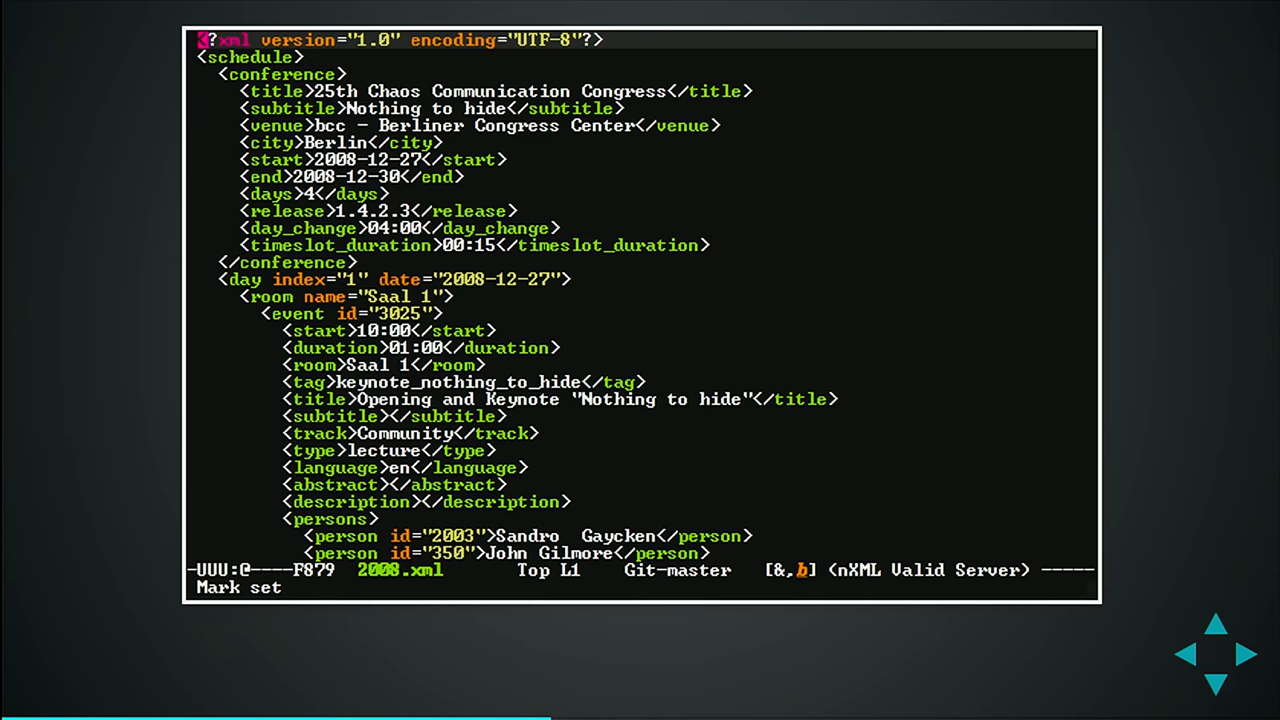 <?xml version="1.0" encoding="UTF-8"?>
<schedule>
<conference>
<title>25th Chaos Communication Congress</title>
<subtitle>Nothing to hide</subtitle>
<venue>bcc - Berliner Congress Center</venue>
<city>Berlin</city>
<start>2008-12-27</start>
<end>2008-12-30</end>
<days>4</days>
<release>1.4.2.3</release>
<day_change>04:00</day_change>
<timeslot_duration>00:15</timeslot_duration>
</conference>
<day index="1" date="2008-12-27">
<room name="Saal 1">
<event id="3025">
<start>10:00</start>
<duration>01:00</duration>
<room>Saal 1</room>
<tag>keynote_nothing_to_hide</tag>
<title>Opening and Keynote "Nothing to hide"</title>
<subtitle></subtitle>
<track>Community</track>
<type>lecture</type>
<language>en</language>
<abstract></abstract>
<description></description>
<persons>
<person id="2003">Sandro  Gaycken</person>
<person id="350">John Gilmore</person>
-UUU:@----F879  2008.xml       Top L1    Git-master   [&,b] (nXML Valid Server) -----
Mark set